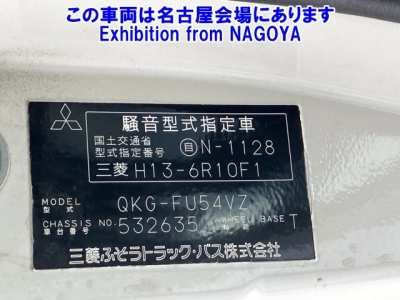 この車両は名古屋会場にあります
Exhibition from NAGOYA
騒音型式指定車
国土交通省
型式指定番号 自N-1128
三菱 H13-6R10F1
MODEL
型式 QKG-FU54VZ
CHASSIS NO.
車台番号 532635 WHEEL BASE T
三菱ふそうトラック・バス株式会社